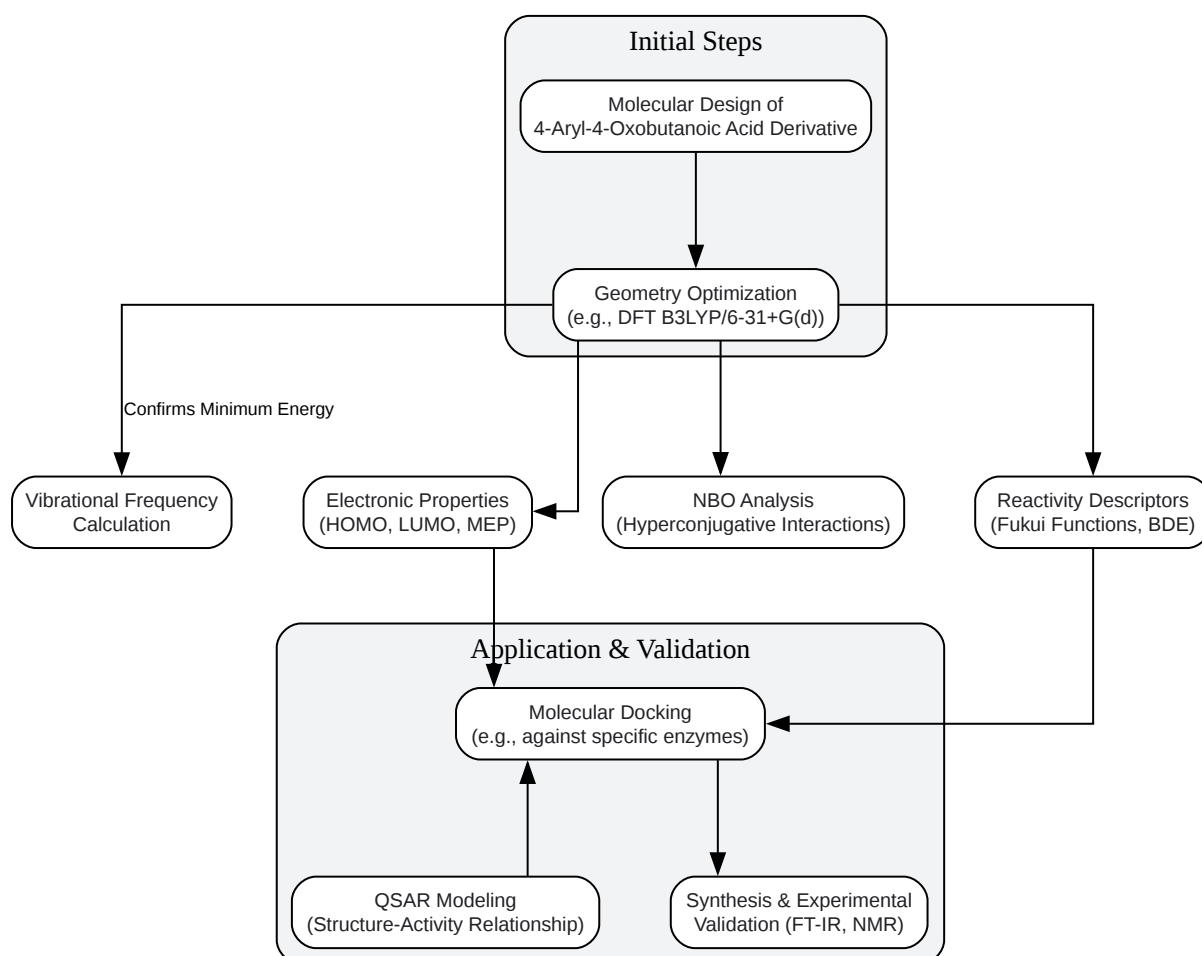 Initial Steps
Molecular Design of
4-Aryl-4-Oxobutanoic Acid Derivative
Geometry Optimization
(e.g., DFT B3LYP/6-31+G(d))
Confirms Minimum Energy
Vibrational Frequency
Calculation
Electronic Properties
(HOMO, LUMO, MEP)
NBO Analysis
(Hyperconjugative Interactions)
Reactivity Descriptors
(Fukui Functions, BDE)
Application & Validation
Molecular Docking
(e.g., against specific enzymes)
QSAR Modeling
(Structure-Activity Relationship)
Synthesis & Experimental
Validation (FT-IR, NMR)